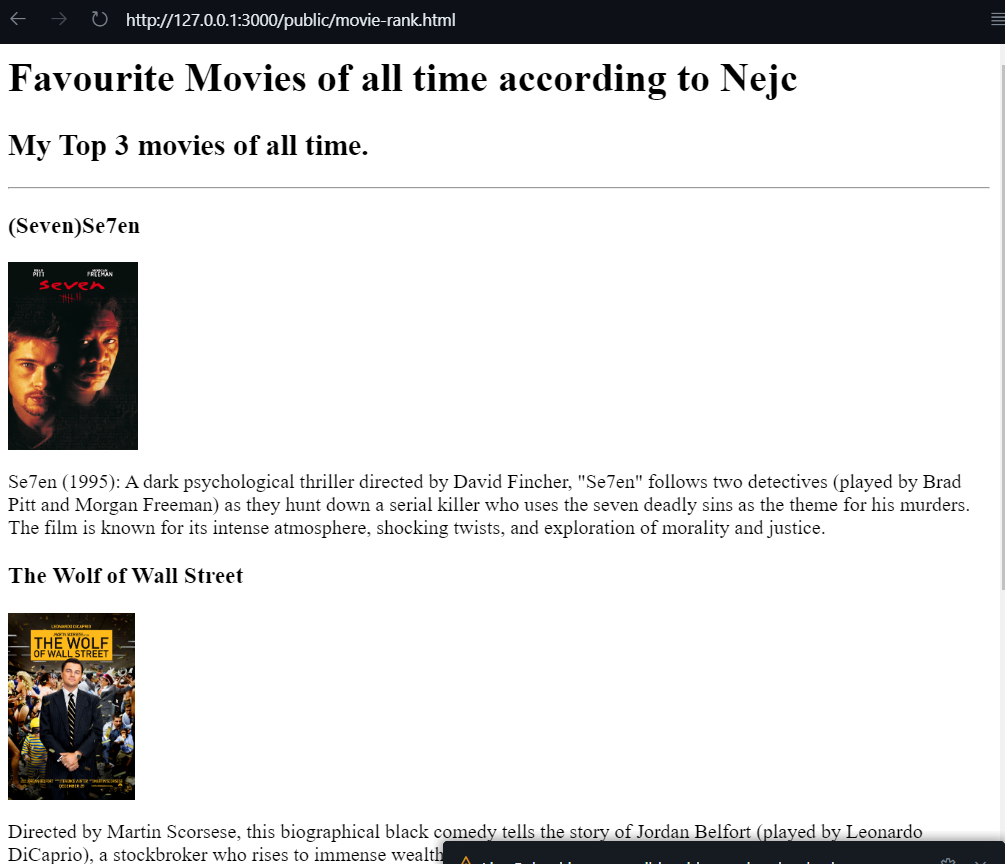 http://127.0.0.1:3000/public/movie-rank.html
Favourite Movies of all time according to Nejc
My Top 3 movies of all time.
(Seven)Se7en
PITT
FREEMAN
seven
Se7en (1995): A dark psychological thriller directed by David Fincher, "Se7en" follows two detectives (played by Brad
Pitt and Morgan Freeman) as they hunt down a serial killer who uses the seven deadly sins as the theme for his murders.
The film is known for its intense atmosphere, shocking twists, and exploration of morality and justice.
The Wolf of Wall Street
LEONARDO DICAPRIO
THE WOLF
OF WALL STREET
Directed by Martin Scorsese, this biographical black comedy tells the story of Jordan Belfort (played by Leonardo
DiCaprio), a stockbroker who rises to immense wealth